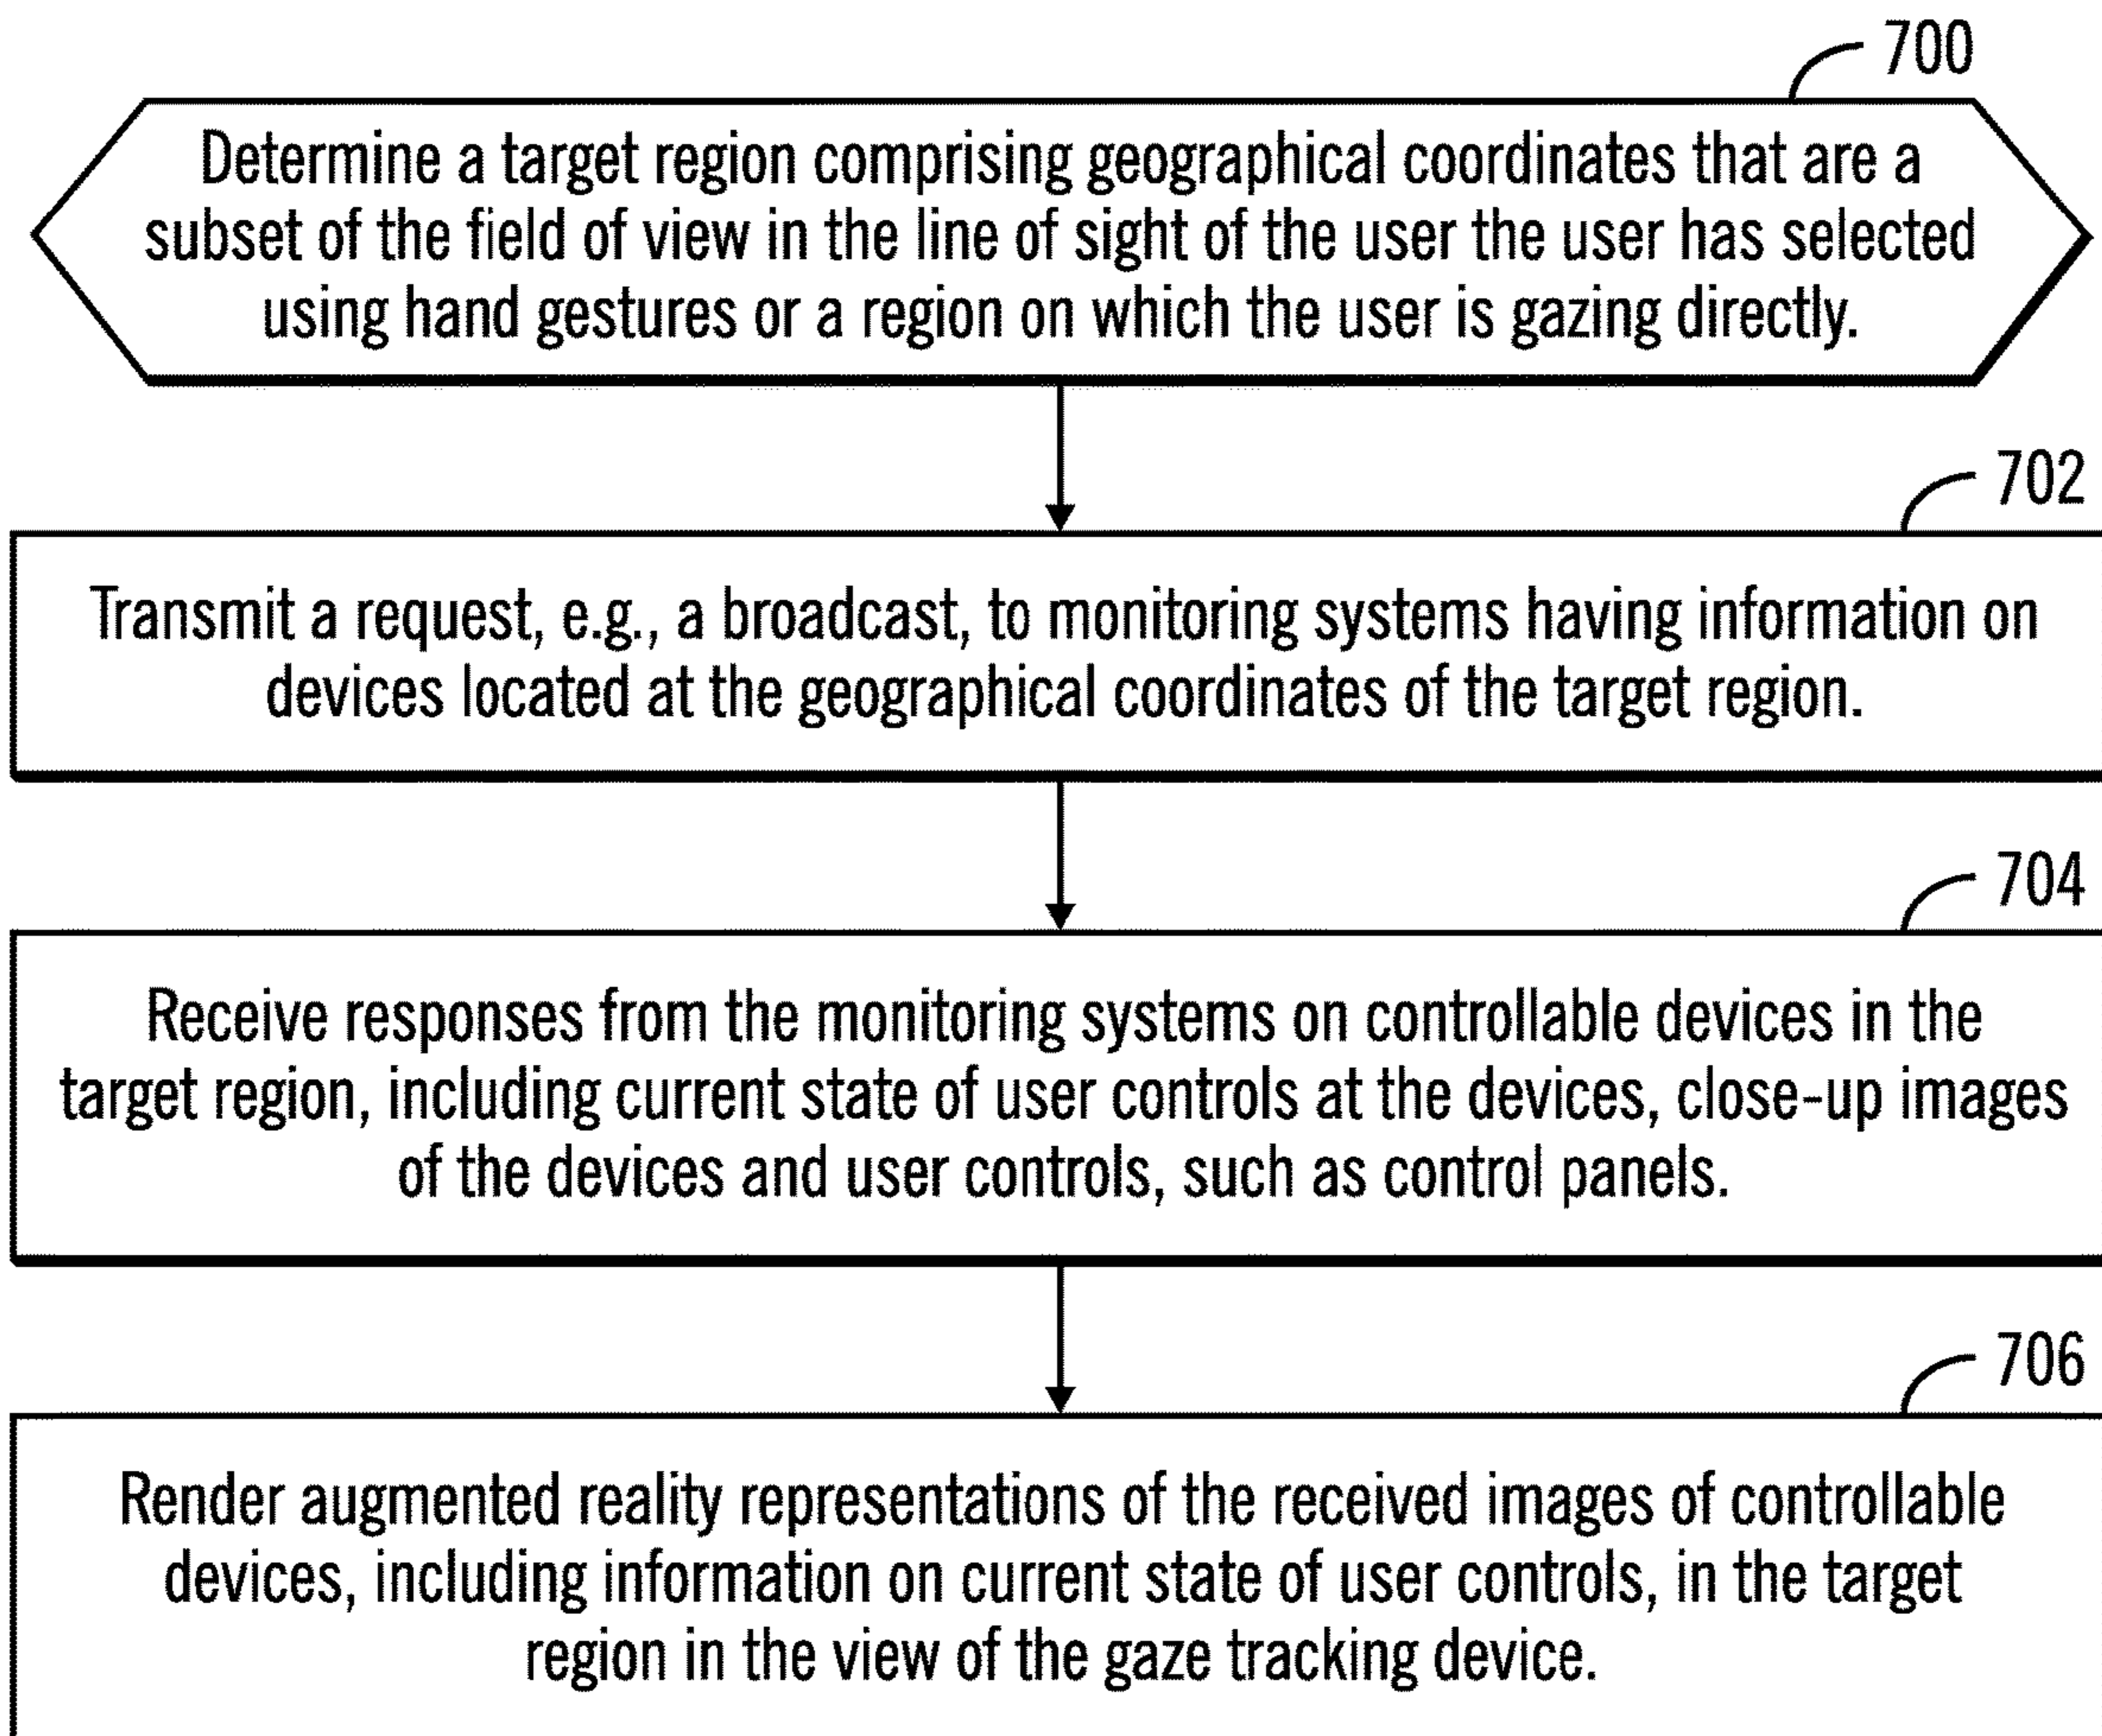 700
Determine a target region comprising geographical coordinates that are a
subset of the field of view in the line of sight of the user the user has selected
using hand gestures or a region on which the user is gazing directly.
702
Transmit a request, e.g., a broadcast, to monitoring systems having information on
devices located at the geographical coordinates of the target region.
704
Receive responses from the monitoring systems on controllable devices in the
target region, including current state of user controls at the devices, close-up images
of the devices and user controls, such as control panels.
706
Render augmented reality representations of the received images of controllable
devices, including information on current state of user controls, in the target
region in the view of the gaze tracking device.